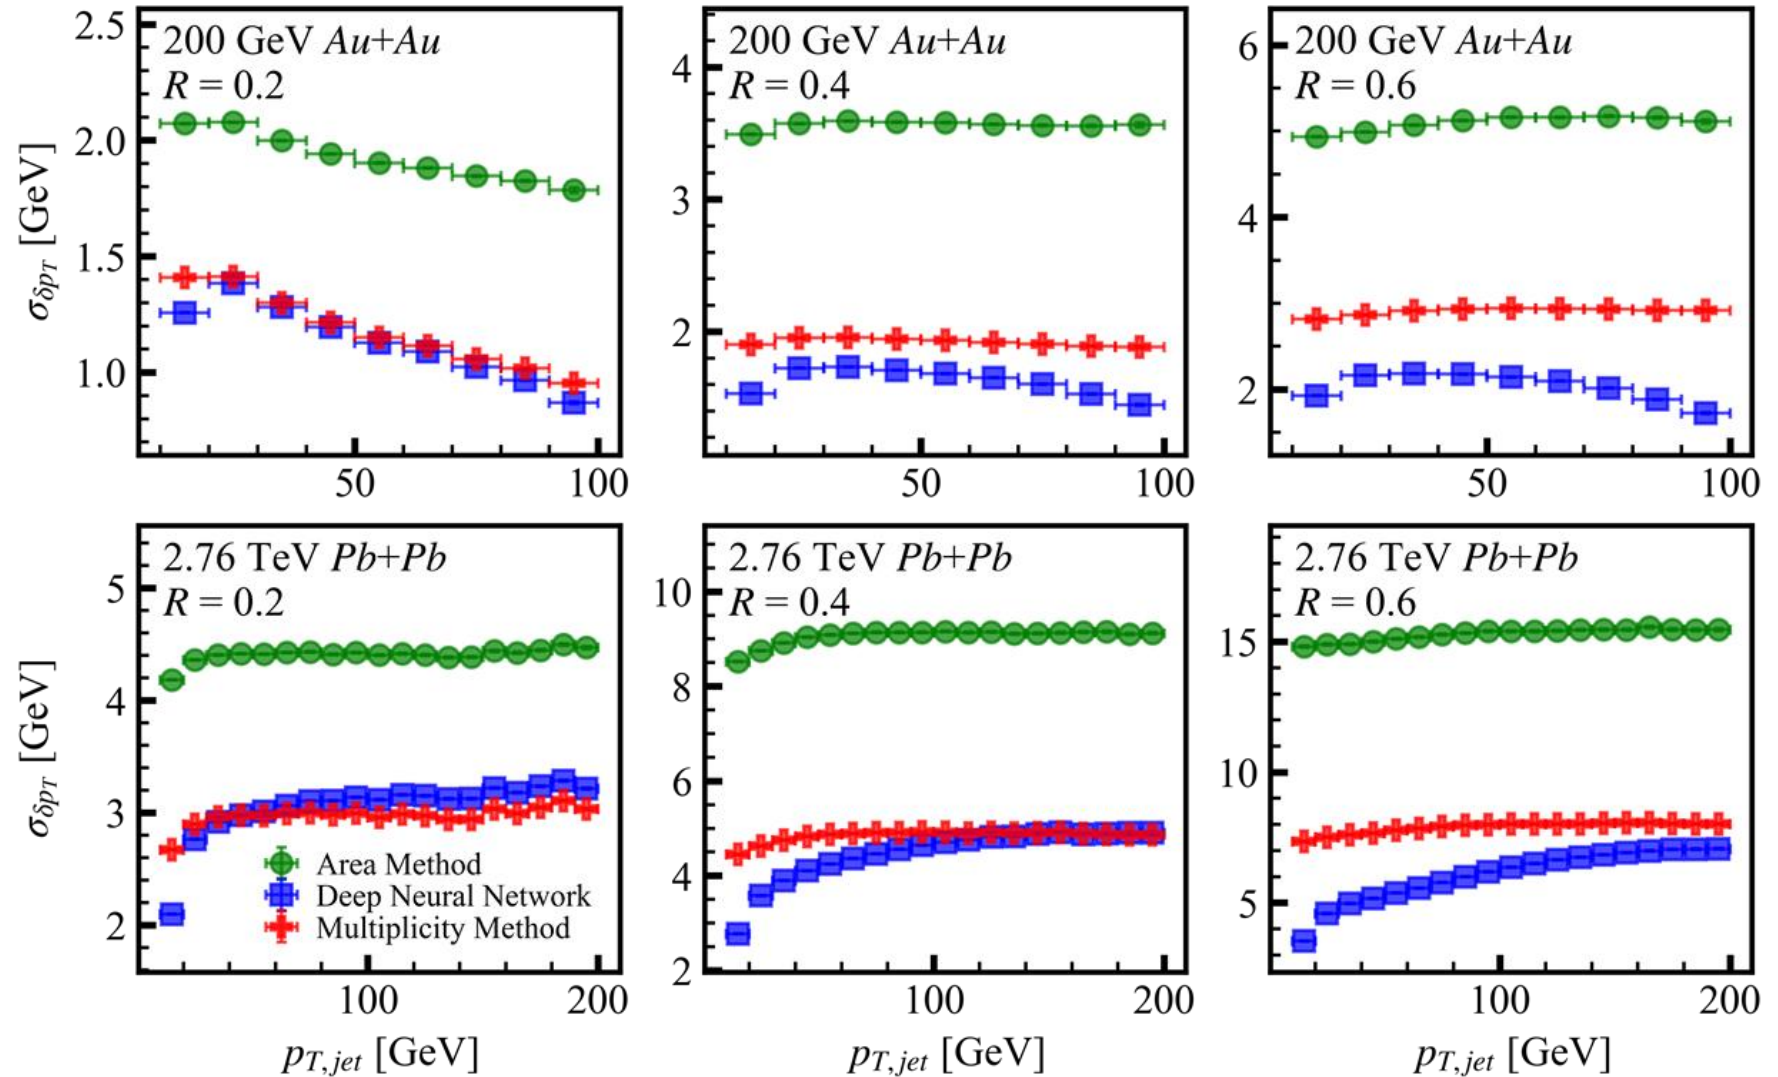 200 GeV Au+Au
R = 0.2
2.5
2.0
1.5
1.0
50
100
σδpT [GeV]
200 GeV Au+Au
R = 0.4
4
3
2
50
100
200 GeV Au+Au
R = 0.6
6
4
2
50
100
2.76 TeV Pb+Pb
R = 0.2
5
4
3
2
Area Method
Deep Neural Network
Multiplicity Method
100
200
σδpT [GeV]
pT,jet [GeV]
2.76 TeV Pb+Pb
R = 0.4
10
8
6
4
2
100
200
pT,jet [GeV]
2.76 TeV Pb+Pb
R = 0.6
15
10
5
100
200
pT,jet [GeV]